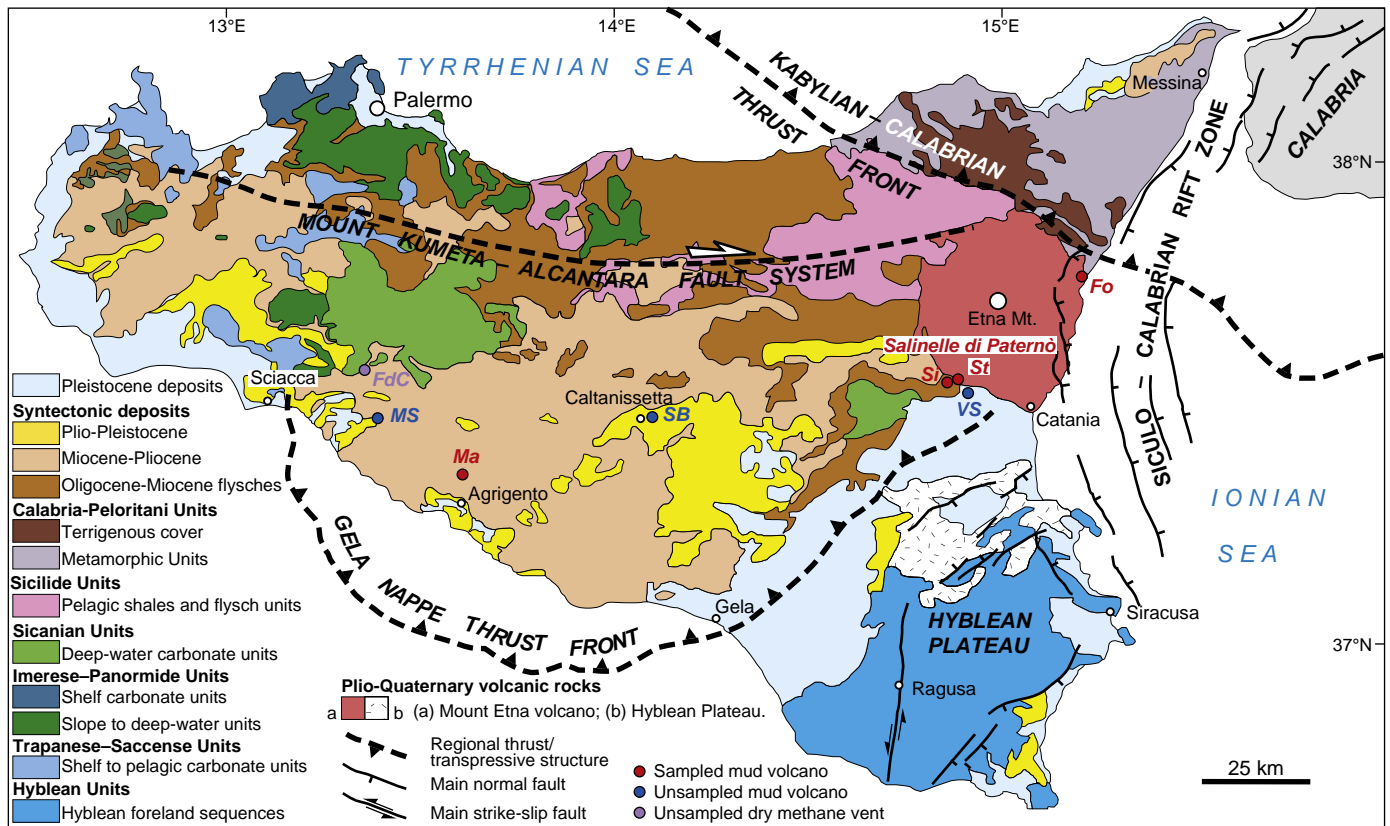 13°E
14°E
15°E
TYRRHENIAN SEA
Palermo
Messina
KABYLIAN – CALABRIAN
THRUST FRONT
CALABRIA
38°N
MOUNT KUMETA – ALCANTARA FAULT SYSTEM
SICULO – CALABRIAN RIFT ZONE
Fo
Etna Mt.
Salinelle di Paternò
Si
St
VS
Catania
Sciacca
FdC
MS
Caltanissetta
SB
Ma
Agrigento
IONIAN
SEA
GELA NAPPE THRUST FRONT
Gela
Siracusa
HYBLEAN
PLATEAU
37°N
Ragusa
Pleistocene deposits
Syntectonic deposits
Plio-Pleistocene
Miocene-Pliocene
Oligocene-Miocene flysches
Calabria-Peloritani Units
Terrigenous cover
Metamorphic Units
Sicilide Units
Pelagic shales and flysch units
Sicanian Units
Deep-water carbonate units
Imerese–Panormide Units
Shelf carbonate units
Slope to deep-water units
Trapanese–Saccense Units
Shelf to pelagic carbonate units
Hyblean Units
Hyblean foreland sequences
Plio-Quaternary volcanic rocks
a b (a) Mount Etna volcano; (b) Hyblean Plateau.
Regional thrust/
transpressive structure
Main normal fault
Main strike-slip fault
Sampled mud volcano
Unsampled mud volcano
Unsampled dry methane vent
25 km